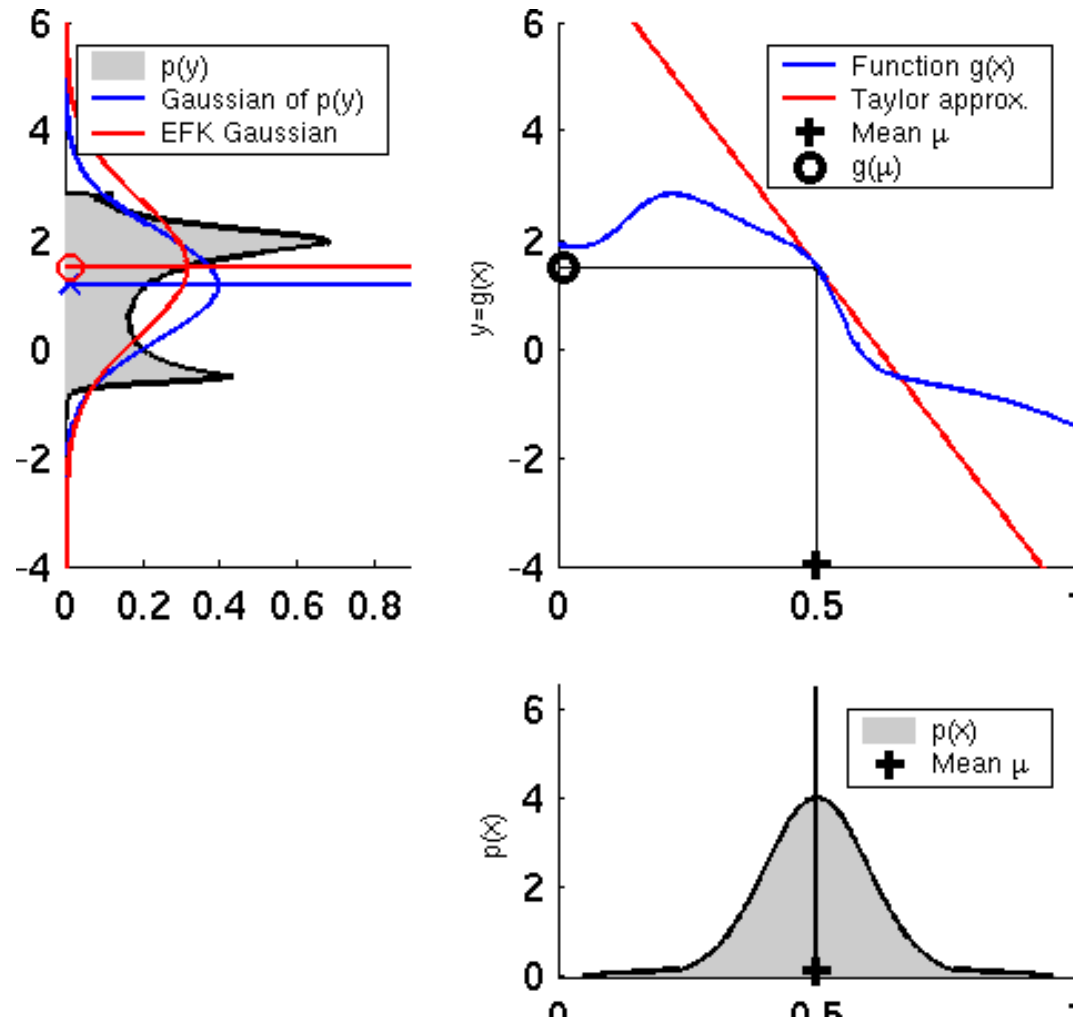 6
4
2
0
-2
-4
0 0.2 0.4 0.6 0.8
p(y)
Gaussian of p(y)
EFK Gaussian
y=g(x)
6
4
2
0
-2
-4
0 0.5
Function g(x)
Taylor approx.
Mean μ
g(μ)
p(x)
6
4
2
0
0 0.5
p(x)
Mean μ